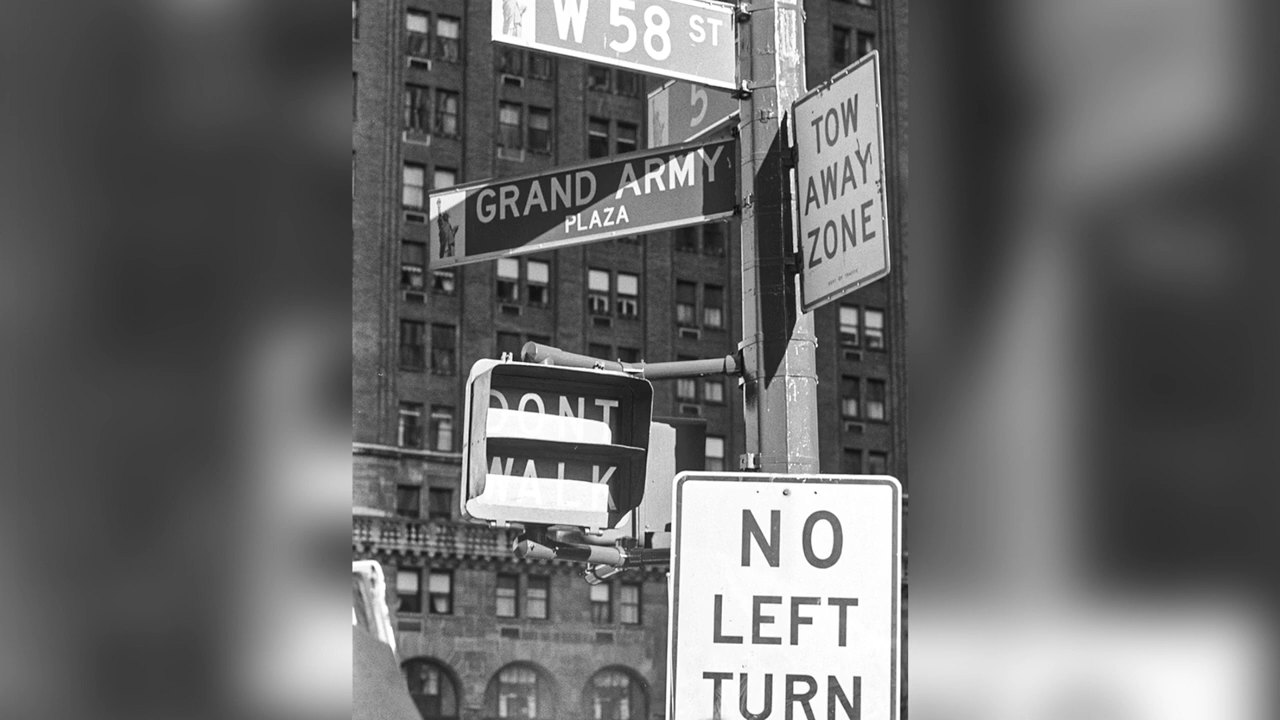 W 58 ST
5
GRAND ARMY
PLAZA
TOW
AWAY
ZONE
DONT
WALK
NO
LEFT
TURN